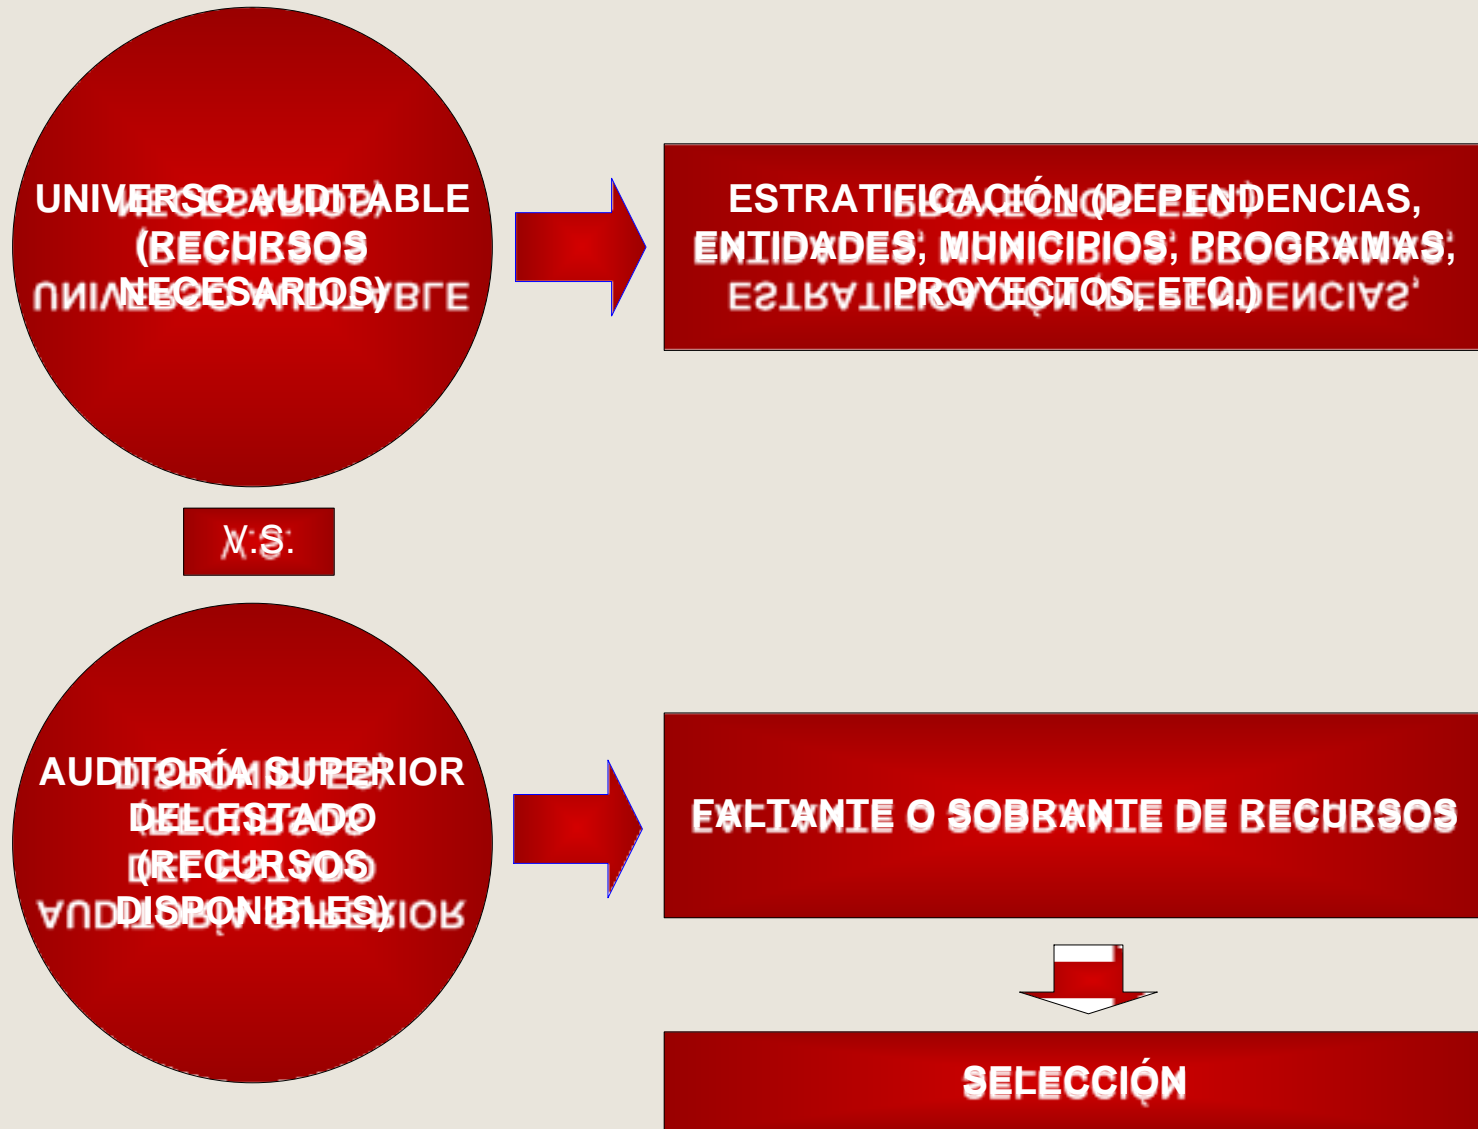 UNIVERSO AUDITABLE
(RECURSOS
NECESARIOS)
ESTRATIFICACIÓN (DEPENDENCIAS,
ENTIDADES, MUNICIPIOS, PROGRAMAS,
PROYECTOS, ETC.)
V.S.
AUDITORÍA SUPERIOR
DEL ESTADO
(RECURSOS
DISPONIBLES)
FALTANTE O SOBRANTE DE RECURSOS
SELECCIÓN